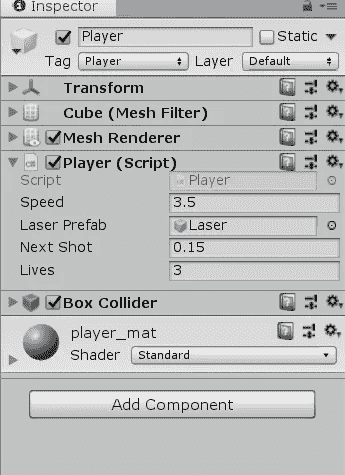 Inspector
Player Static
Tag Player Layer Default
Transform
Cube (Mesh Filter)
Mesh Renderer
Player (Script)
Script Player
Speed 3.5
Laser Prefab Laser
Next Shot 0.15
Lives 3
Box Collider
player_mat
Shader Standard
Add Component